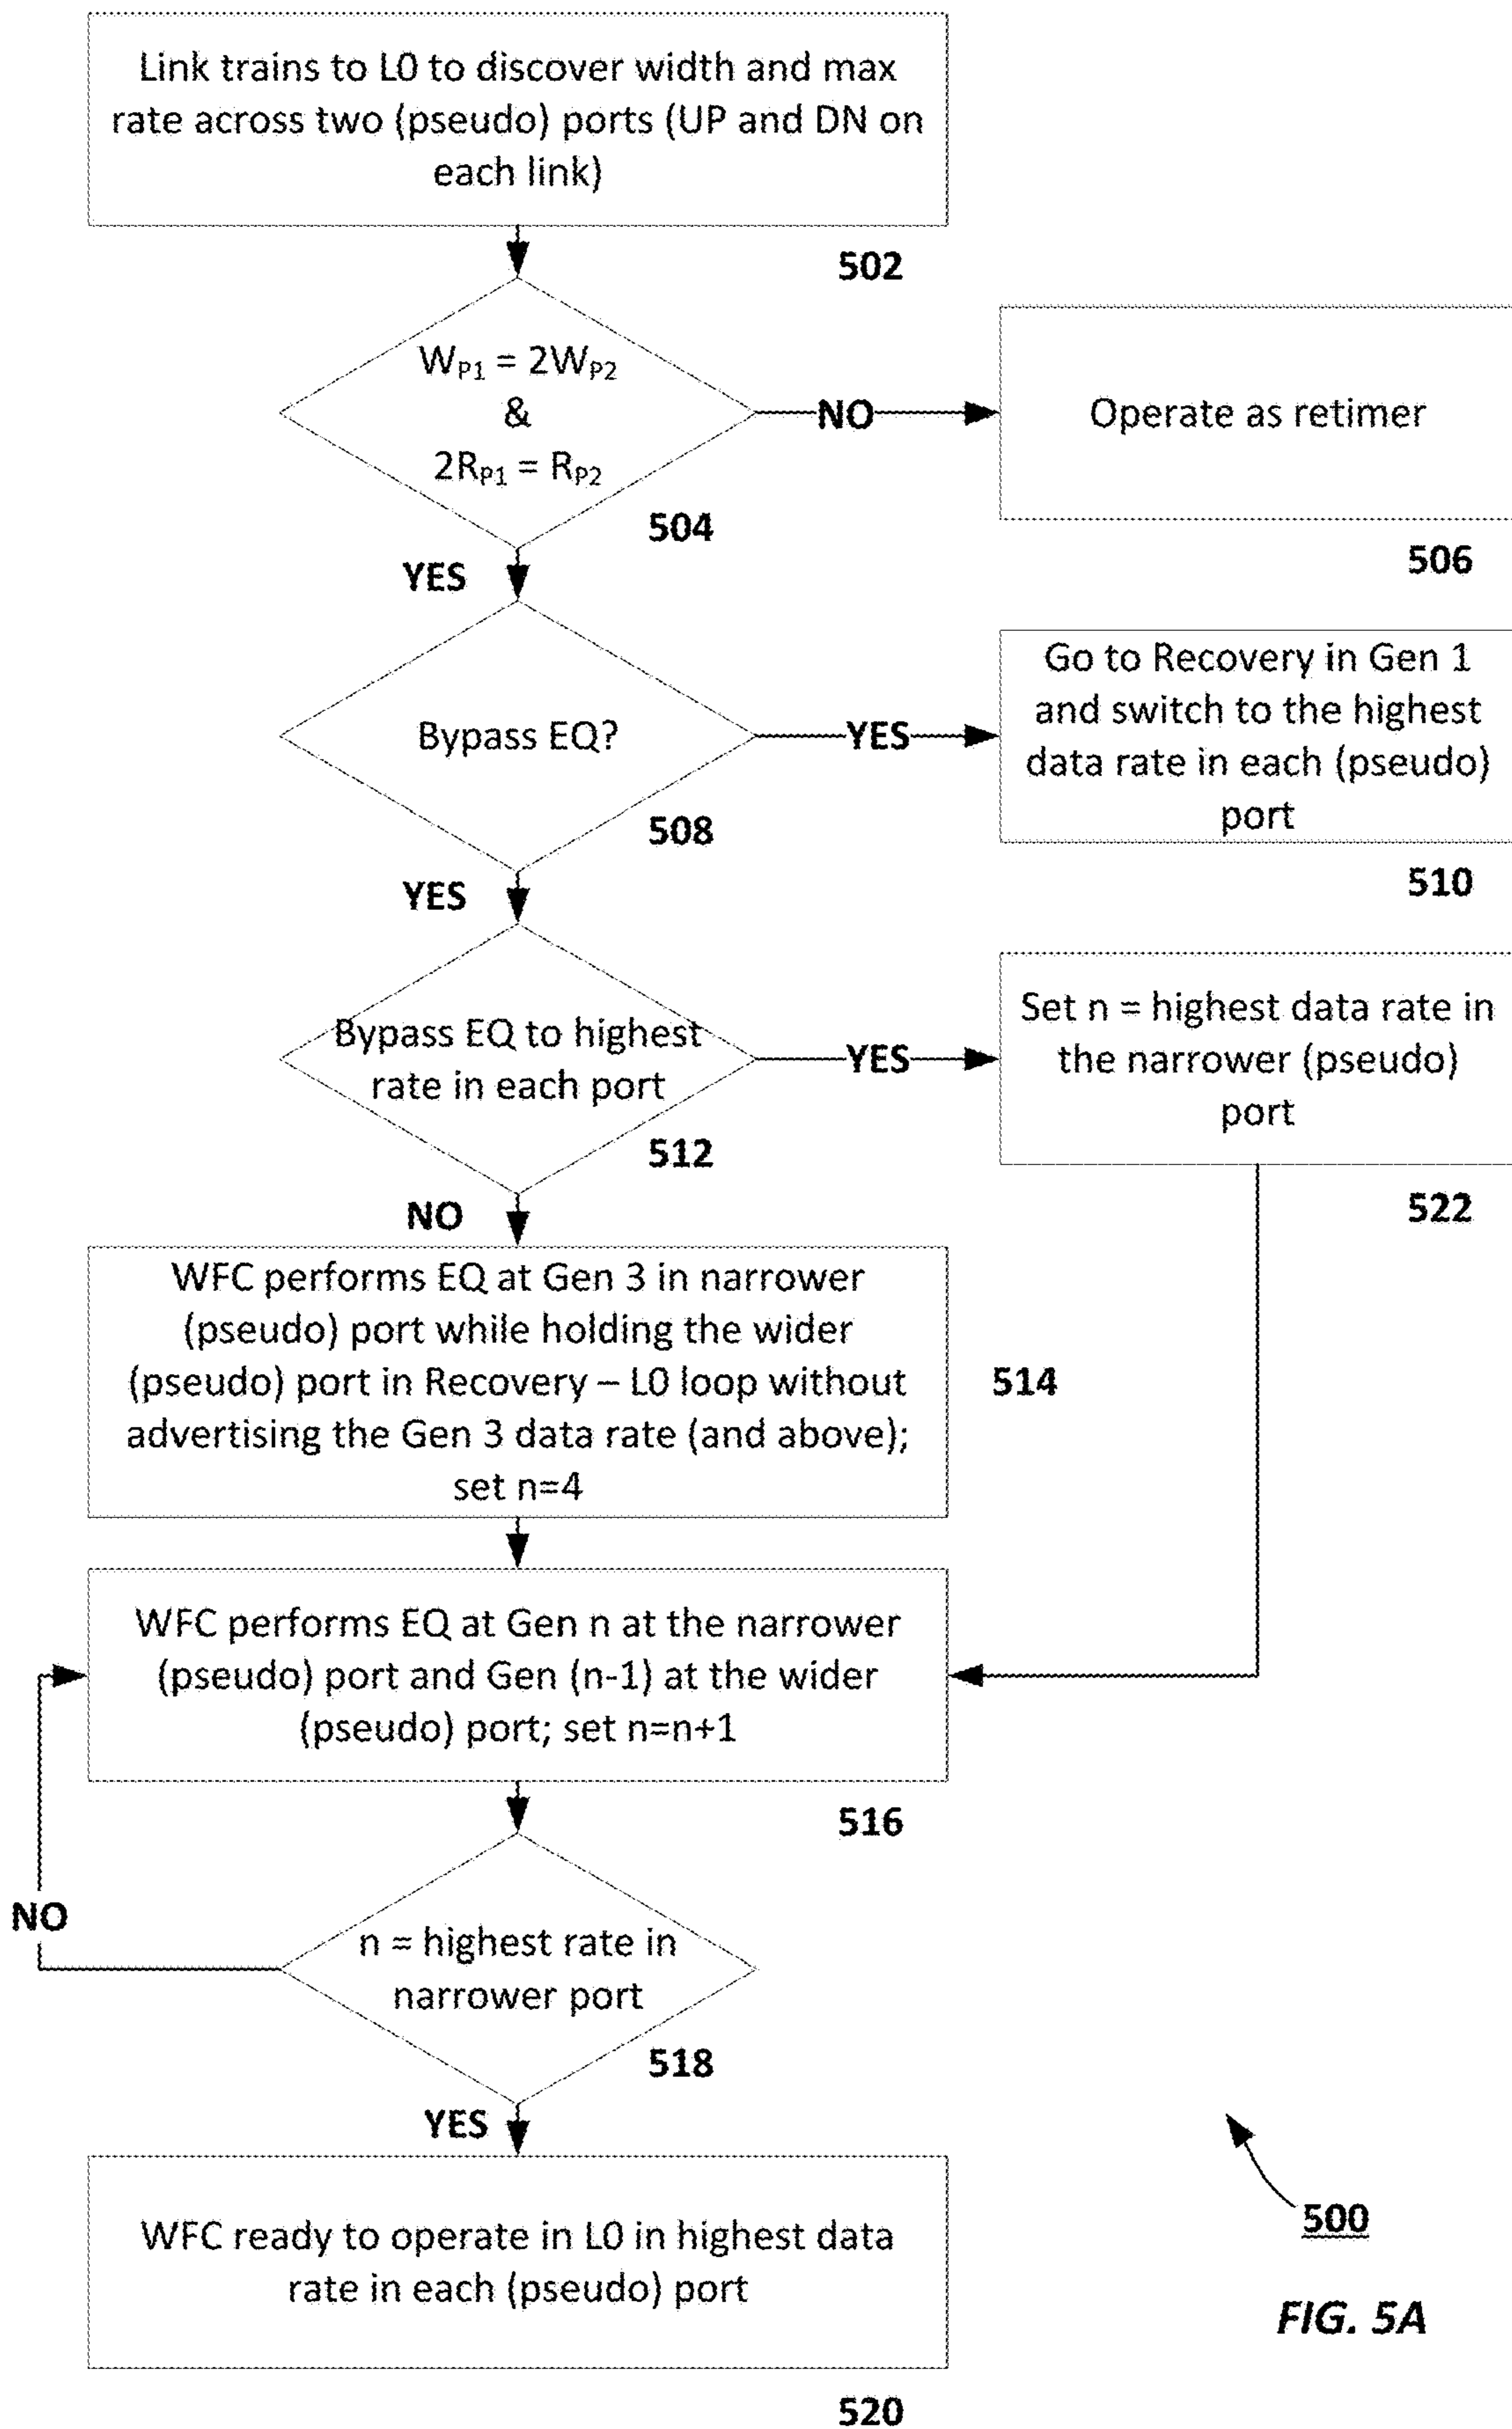 Link trains to L0 to discover width and max
rate across two (pseudo) ports (UP and DN on
each link)
502
W_P1 = 2W_P2
&
2R_P1 = R_P2
504
NO
Operate as retimer
506
YES
Bypass EQ?
508
YES
Go to Recovery in Gen 1
and switch to the highest
data rate in each (pseudo)
port
510
YES
Bypass EQ to highest
rate in each port
512
YES
Set n = highest data rate in
the narrower (pseudo)
port
522
NO
WFC performs EQ at Gen 3 in narrower
(pseudo) port while holding the wider
(pseudo) port in Recovery – L0 loop without
advertising the Gen 3 data rate (and above);
set n=4
514
WFC performs EQ at Gen n at the narrower
(pseudo) port and Gen (n-1) at the wider
(pseudo) port; set n=n+1
516
NO
n = highest rate in
narrower port
518
YES
WFC ready to operate in L0 in highest data
rate in each (pseudo) port
520
500
FIG. 5A